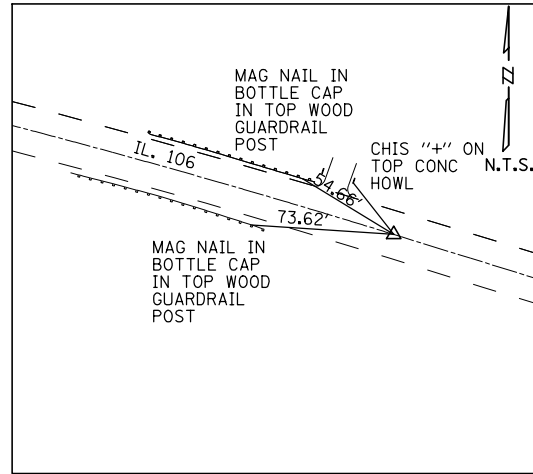 MAG NAIL IN
BOTTLE CAP
IN TOP WOOD
GUARDRAIL
POST
CHIS "+" ON
TOP CONC
HOWL
N
N.T.S.
IL. 106
54.66'
73.62'
MAG NAIL IN
BOTTLE CAP
IN TOP WOOD
GUARDRAIL
POST